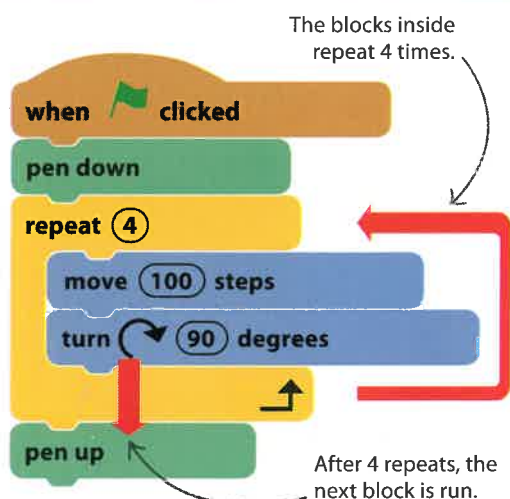 The blocks inside
repeat 4 times.
when clicked
pen down
repeat 4
move 100 steps
turn 90 degrees
pen up
After 4 repeats, the
next block is run.